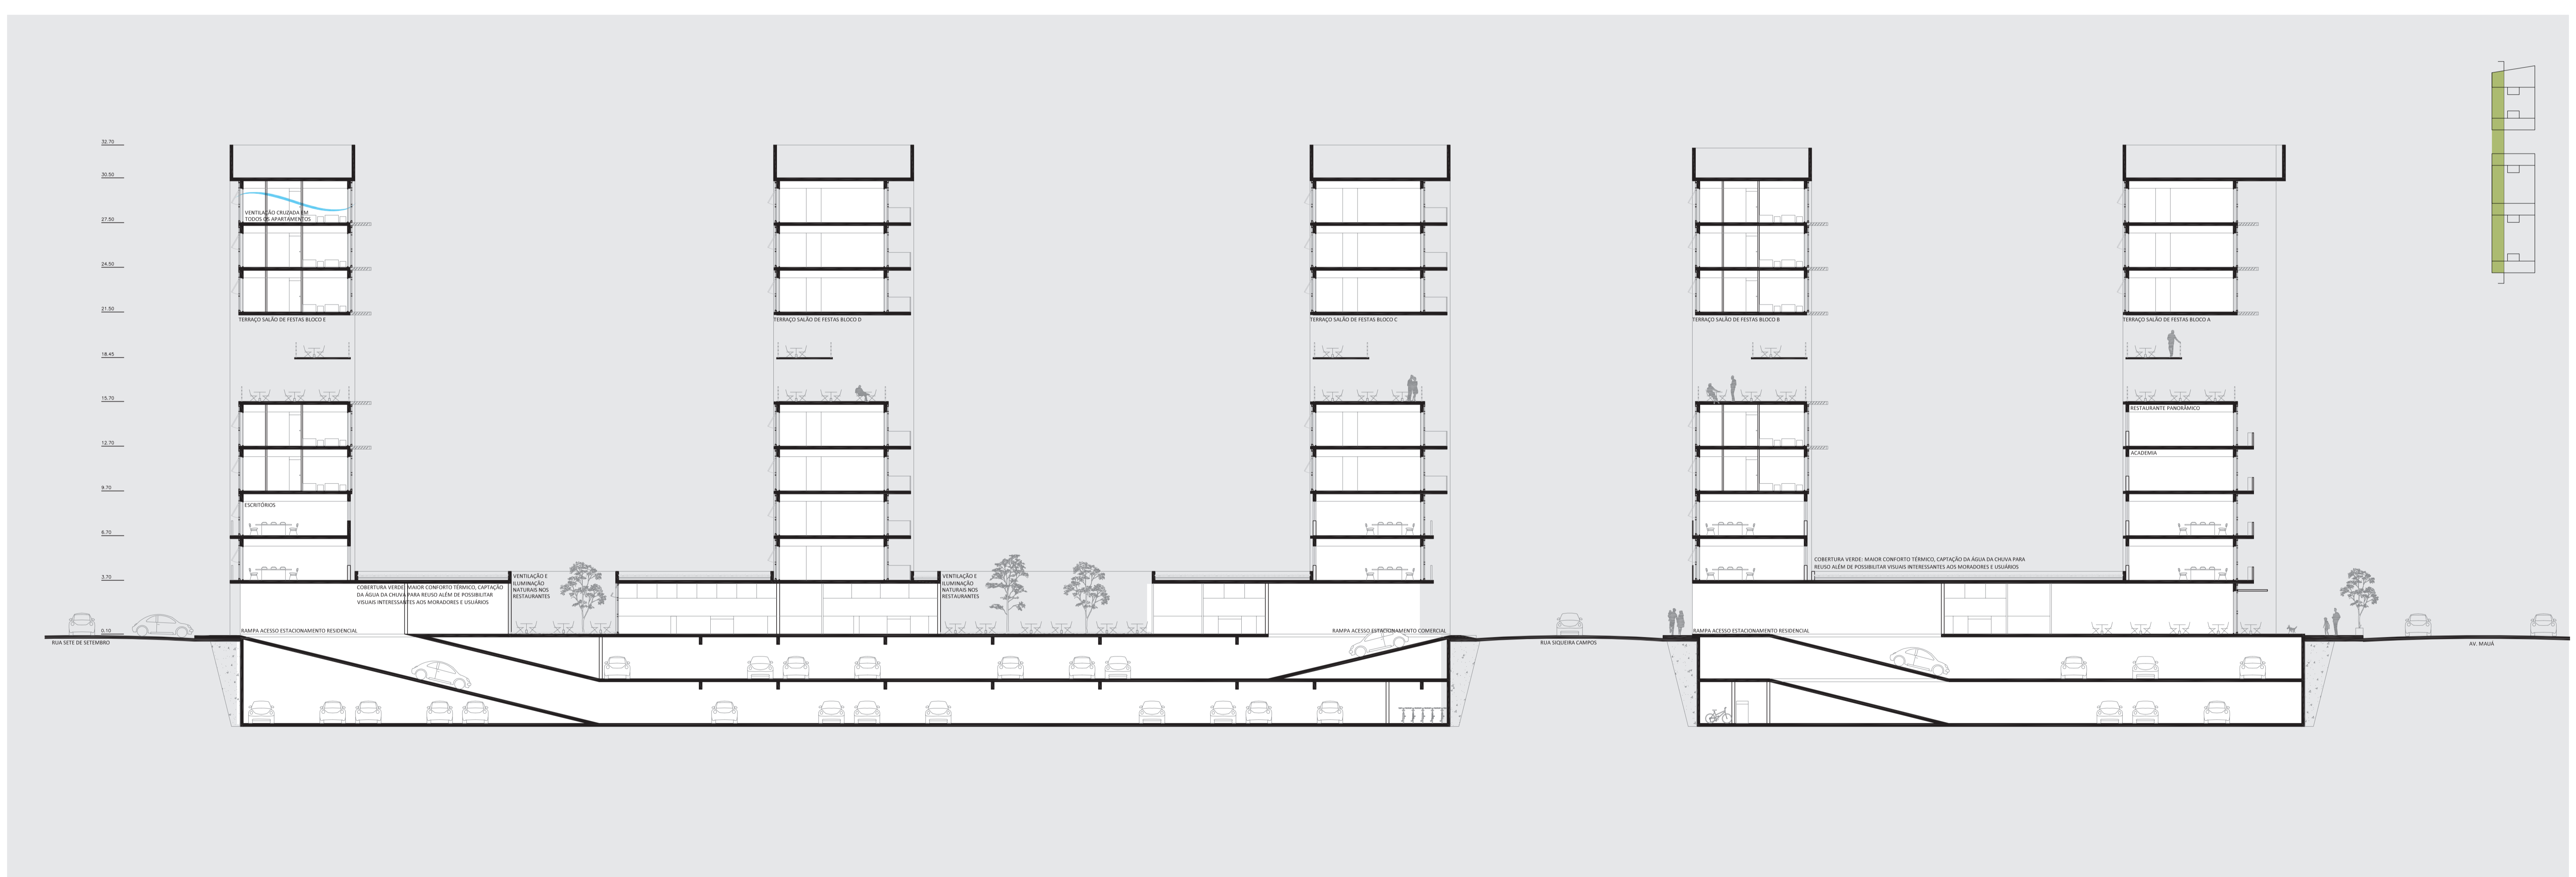 32.70
30.50
VENTILAÇÃO CRUZADA EM
TODOS OS APARTAMENTOS
27.50
24.50
21.50
TERRAÇO SALÃO DE FESTAS BLOCO E
TERRAÇO SALÃO DE FESTAS BLOCO D
TERRAÇO SALÃO DE FESTAS BLOCO C
TERRAÇO SALÃO DE FESTAS BLOCO B
TERRAÇO SALÃO DE FESTAS BLOCO A
18.45
15.70
RESTAURANTE PANORÂMICO
12.70
ACADEMIA
9.70
ESCRITÓRIOS
6.70
3.70
COBERTURA VERDE: MAIOR CONFORTO TÉRMICO, CAPTAÇÃO
DA ÁGUA DA CHUVA PARA REUSO ALÉM DE POSSIBILITAR
VISUAIS INTERESSANTES AOS MORADORES E USUÁRIOS
VENTILAÇÃO E
ILUMINAÇÃO
NATURAIS NOS
RESTAURANTES
VENTILAÇÃO E
ILUMINAÇÃO
NATURAIS NOS
RESTAURANTES
COBERTURA VERDE: MAIOR CONFORTO TÉRMICO, CAPTAÇÃO DA ÁGUA DA CHUVA PARA
REUSO ALÉM DE POSSIBILITAR VISUAIS INTERESSANTES AOS MORADORES E USUÁRIOS
0.10
RAMPA ACESSO ESTACIONAMENTO RESIDENCIAL
RAMPA ACESSO ESTACIONAMENTO COMERCIAL
RAMPA ACESSO ESTACIONAMENTO RESIDENCIAL
RUA SETE DE SETEMBRO
RUA SIQUEIRA CAMPOS
AV. MAUÁ